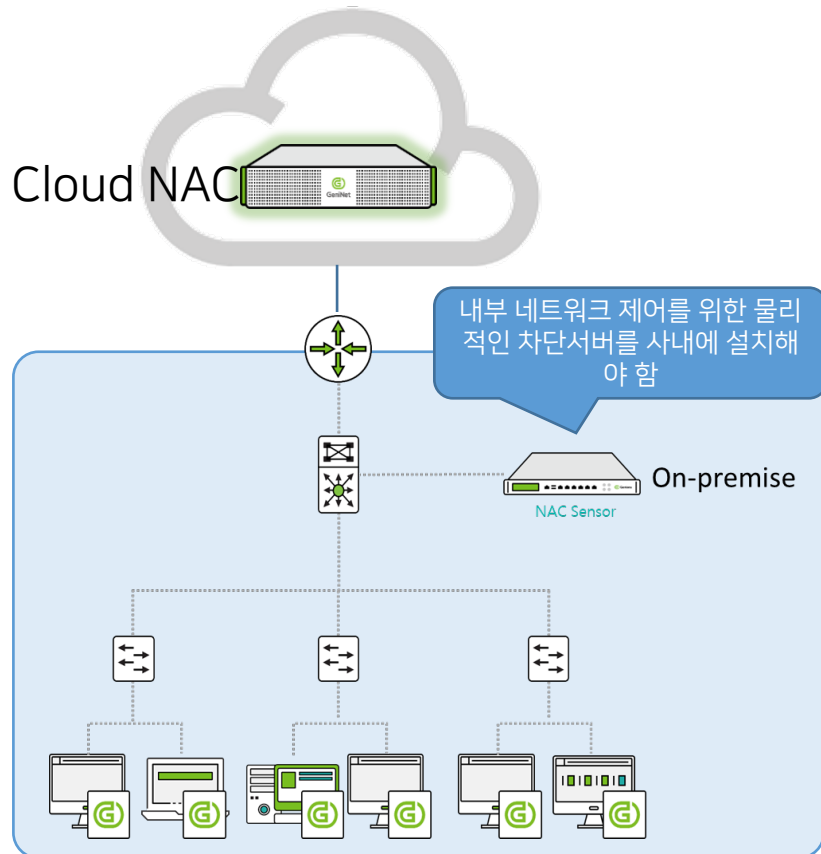 Cloud NAC
GeniNet
내부 네트워크 제어를 위한 물리
적인 차단서버를 사내에 설치해
야 함
On-premise
NAC Sensor